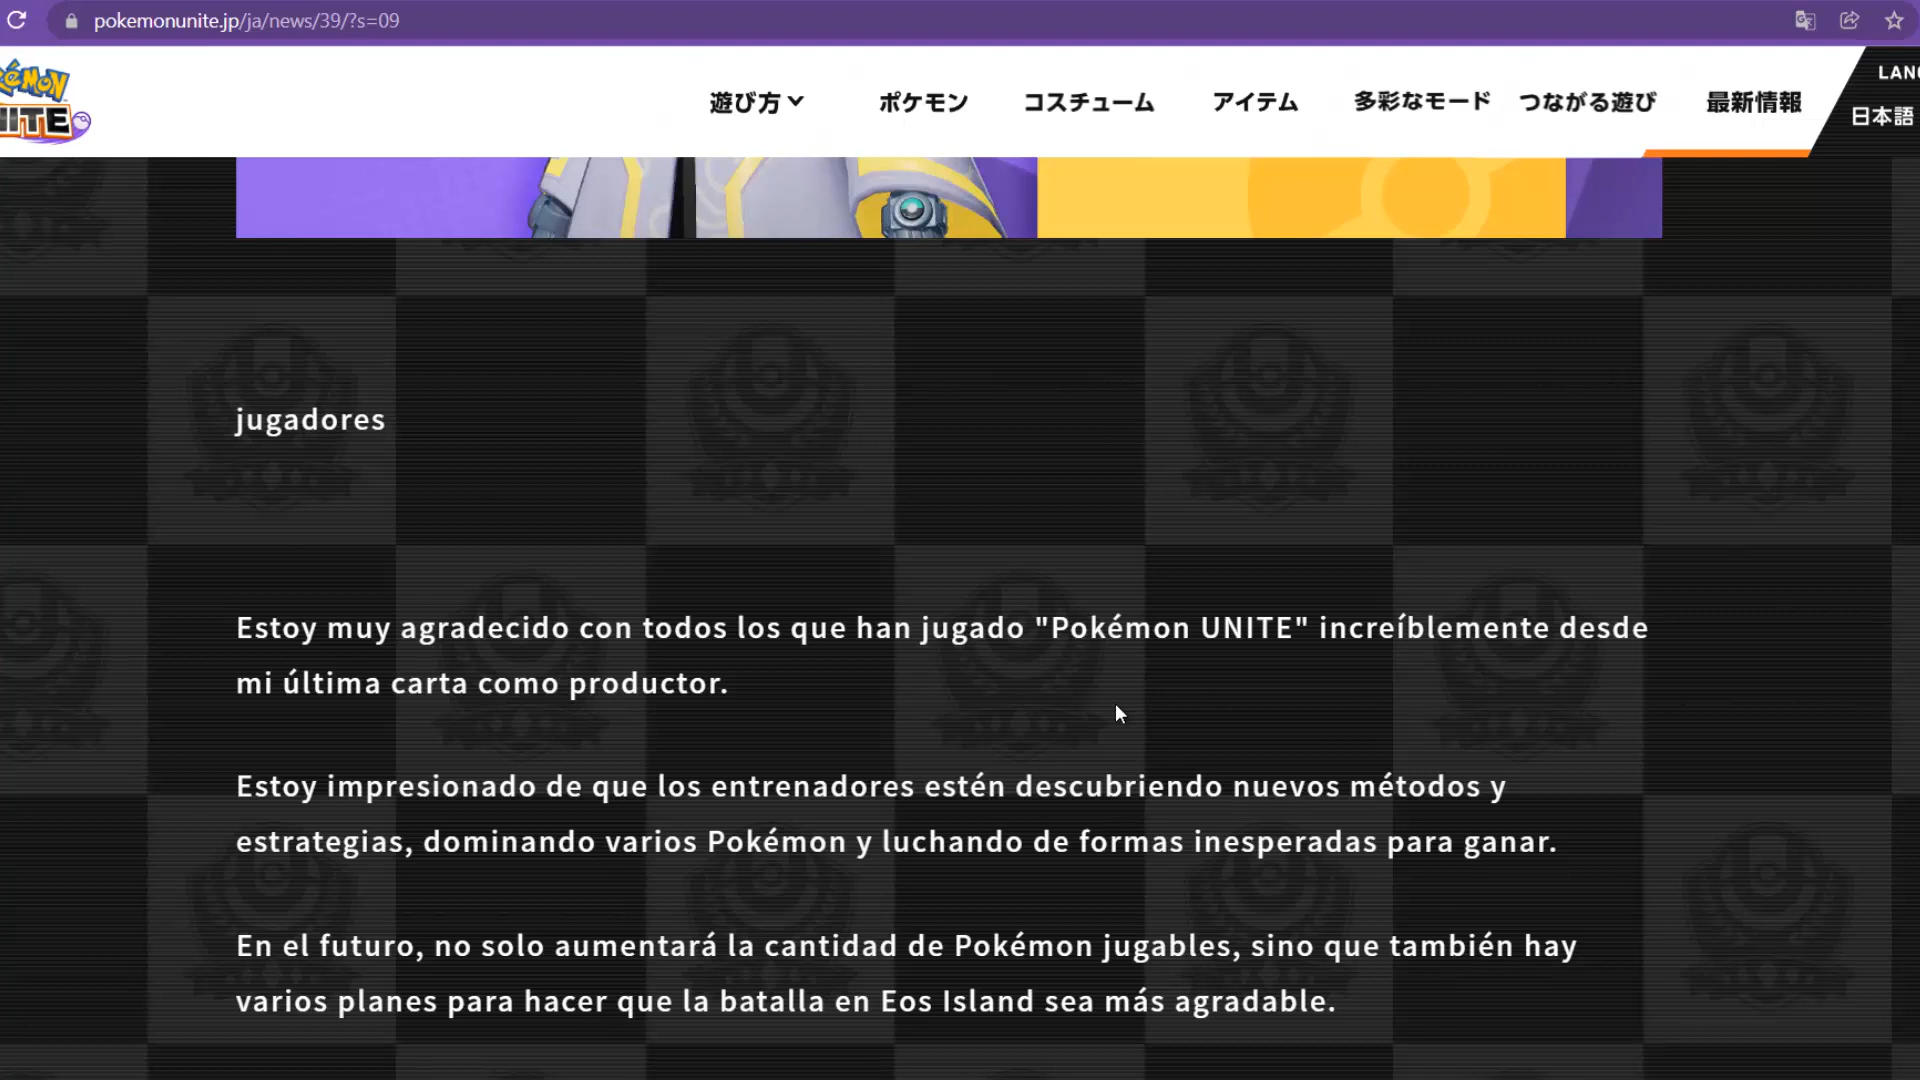 pokemonunite.jp/ja/news/39/?s=09
遊び方
ポケモン
コスチューム
アイテム
多彩なモード
つながる遊び
最新情報
日本語
jugadores
Estoy muy agradecido con todos los que han jugado "Pokémon UNITE" increíblemente desde
mi última carta como productor.
Estoy impresionado de que los entrenadores estén descubriendo nuevos métodos y
estrategias, dominando varios Pokémon y luchando de formas inesperadas para ganar.
En el futuro, no solo aumentará la cantidad de Pokémon jugables, sino que también hay
varios planes para hacer que la batalla en Eos Island sea más agradable.